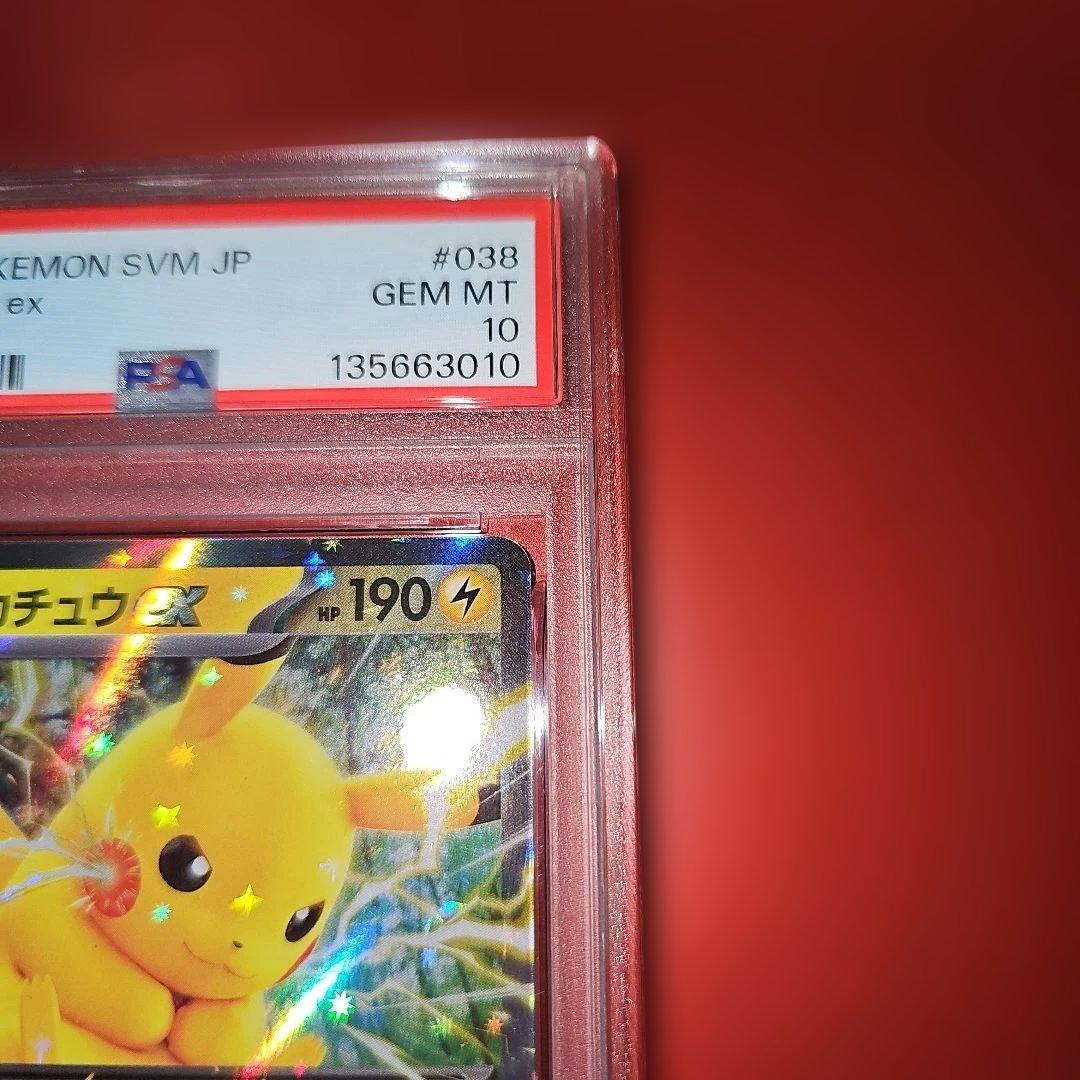 KEMON SVM JP
#038
ex
GEM MT
10
PSA
135663010
カチュウex
HP 190